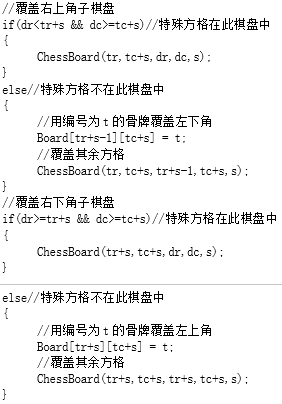 //覆盖右上角子棋盘
if(dr<tr+s && dc>=tc+s)//特殊方格在此棋盘中
{
ChessBoard(tr,tc+s,dr,dc,s);
}
else//特殊方格不在此棋盘中
{
//用编号为t的骨牌覆盖左下角
Board[tr+s-1][tc+s] = t;
//覆盖其余方格
ChessBoard(tr,tc+s,tr+s-1,tc+s,s);
}
//覆盖右下角子棋盘
if(dr>=tr+s && dc>=tc+s)//特殊方格在此棋盘中
{
ChessBoard(tr+s,tc+s,dr,dc,s);
}
else//特殊方格不在此棋盘中
{
//用编号为t的骨牌覆盖左上角
Board[tr+s][tc+s] = t;
//覆盖其余方格
ChessBoard(tr+s,tc+s,tr+s,tc+s,s);
}